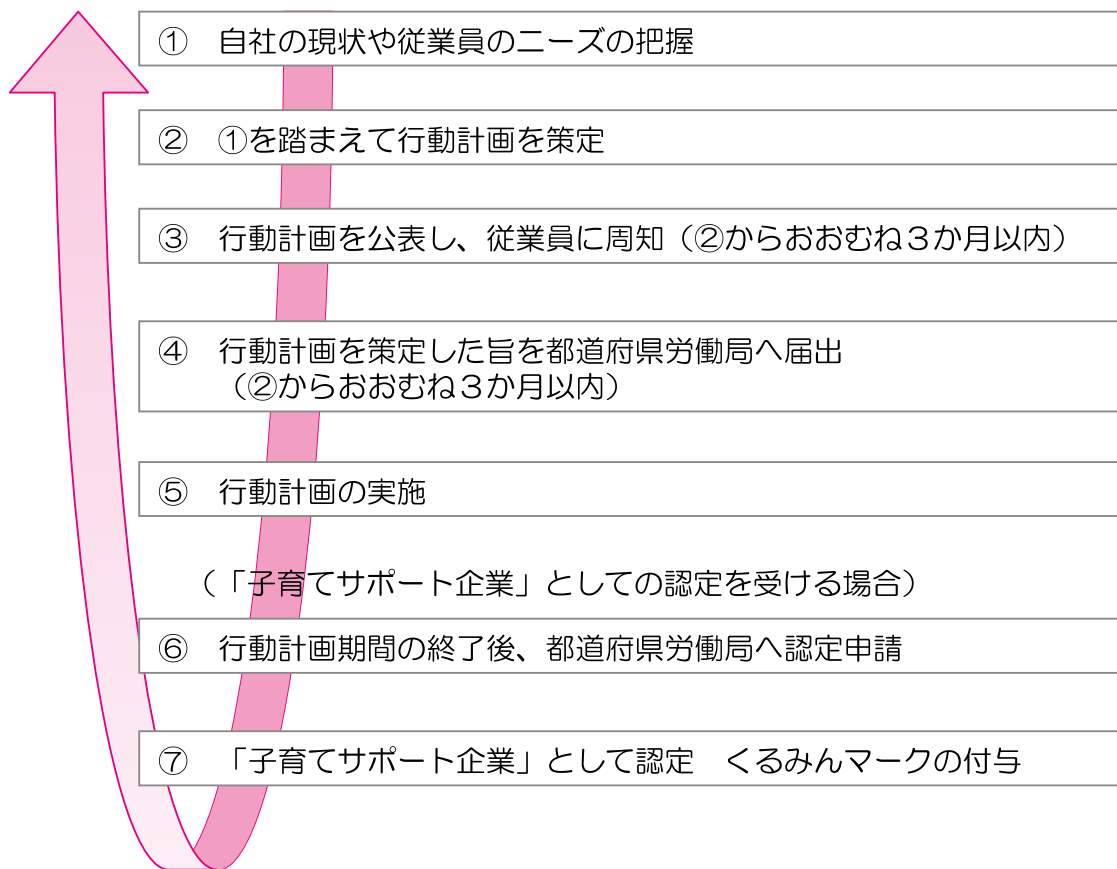 ① 自社の現状や従業員のニーズの把握
② ①を踏まえて行動計画を策定
③ 行動計画を公表し、従業員に周知（②からおおむね３か月以内）
④ 行動計画を策定した旨を都道府県労働局へ届出
（②からおおむね３か月以内）
⑤ 行動計画の実施
（「子育てサポート企業」としての認定を受ける場合）
⑥ 行動計画期間の終了後、都道府県労働局へ認定申請
⑦ 「子育てサポート企業」として認定　くるみんマークの付与